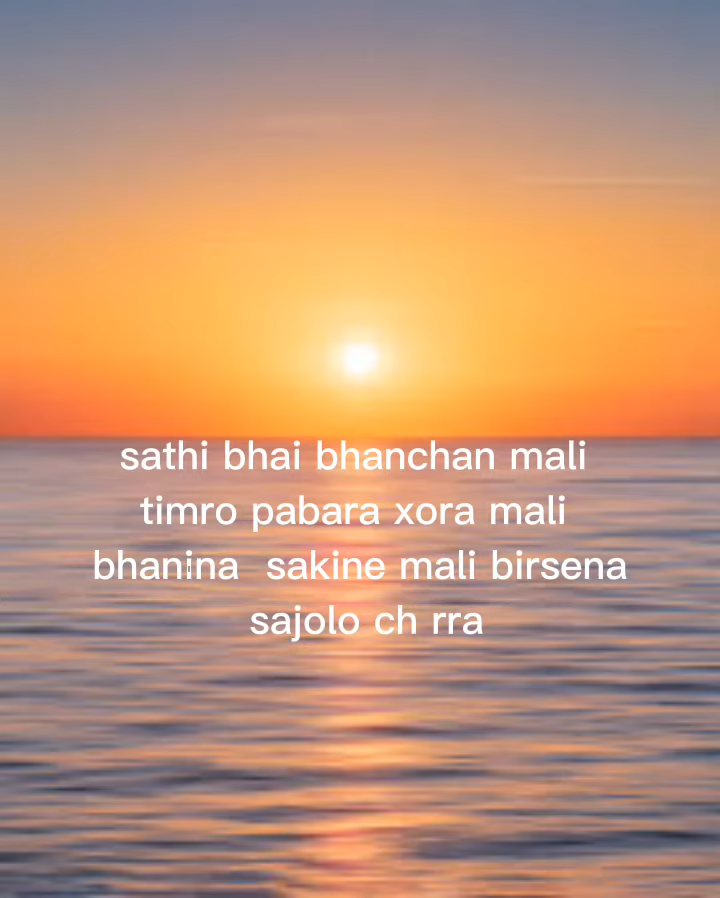 sathi bhai bhanchan mali
timro pabara xora mali
bhanina sakine mali birsena
sajolo ch rra